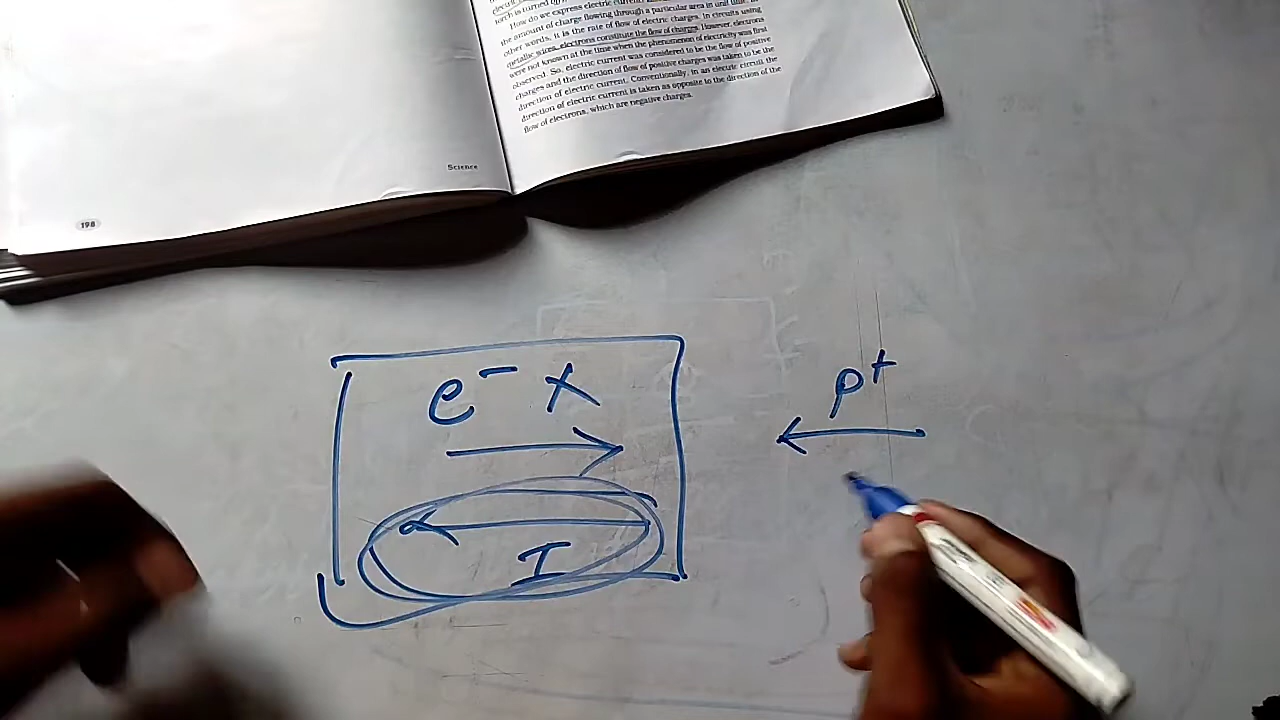 How do we express electric current
the amount of charge flowing through a particular area in unit time. In
other words, it is the rate of flow of electric charges. In circuits using
metallic wires, electrons constitute the flow of charges. However, electrons
were not known at the time when the phenomenon of electricity was first
observed. So, electric current was considered to be the flow of positive
charges and the direction of flow of positive charges was taken to be the
direction of electric current. Conventionally, in an electric circuit the
direction of electric current is taken as opposite to the direction of the
flow of electrons, which are negative charges.
Science
198
e⁻ X
p⁺
I